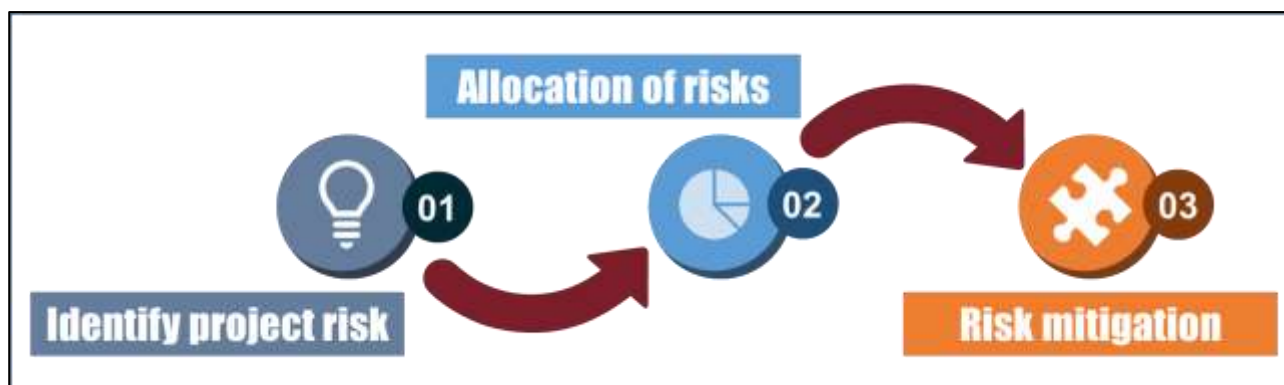 Allocation of risks
01
02
03
Identify project risk
Risk mitigation